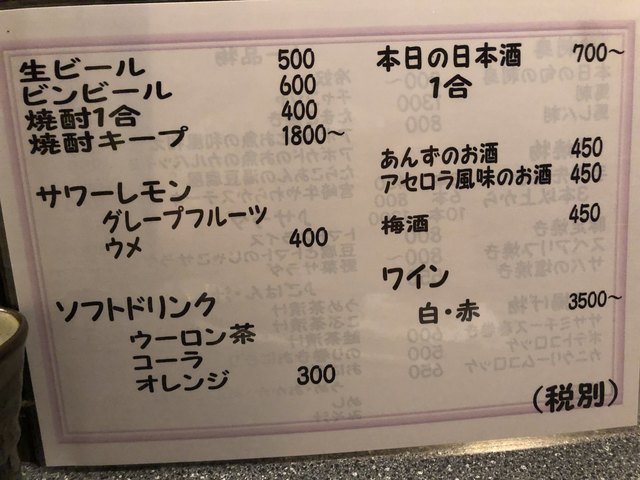 生ビール 500
ビンビール 600
焼酎1合 400
焼酎キープ 1800～
サワーレモン
グレープフルーツ
ウメ 400
ソフトドリンク
ウーロン茶
コーラ
オレンジ 300
本日の日本酒 700～
1合
あんずのお酒 450
アセロラ風味のお酒 450
梅酒 450
ワイン
白・赤 3500～
(税別)